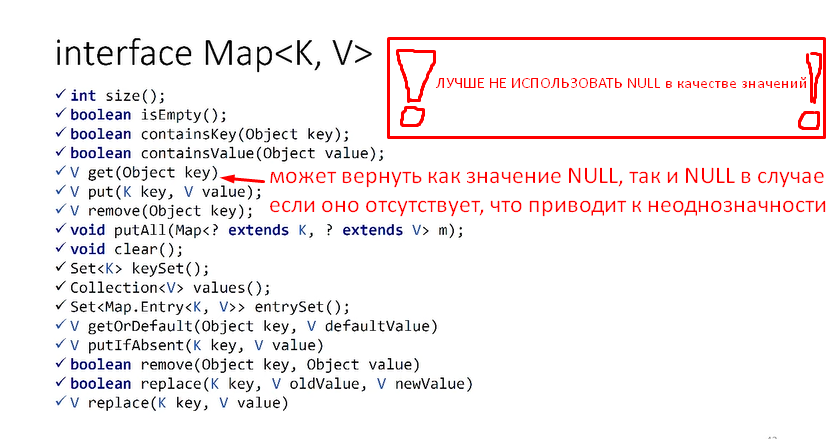 interface Map<K, V>
ЛУЧШЕ НЕ ИСПОЛЬЗОВАТЬ NULL в качестве значений
✓ int size();
✓ boolean isEmpty();
✓ boolean containsKey(Object key);
✓ boolean containsValue(Object value);
✓ V get(Object key)
может вернуть как значение NULL, так и NULL в случае
если оно отсутствует, что приводит к неоднозначности
✓ V put(K key, V value);
✓ V remove(Object key);
✓ void putAll(Map<? extends K, ? extends V> m);
✓ void clear();
✓ Set<K> keySet();
✓ Collection<V> values();
✓ Set<Map.Entry<K, V>> entrySet();
✓ V getOrDefault(Object key, V defaultValue)
✓ V putIfAbsent(K key, V value)
✓ boolean remove(Object key, Object value)
✓ boolean replace(K key, V oldValue, V newValue)
✓ V replace(K key, V value)